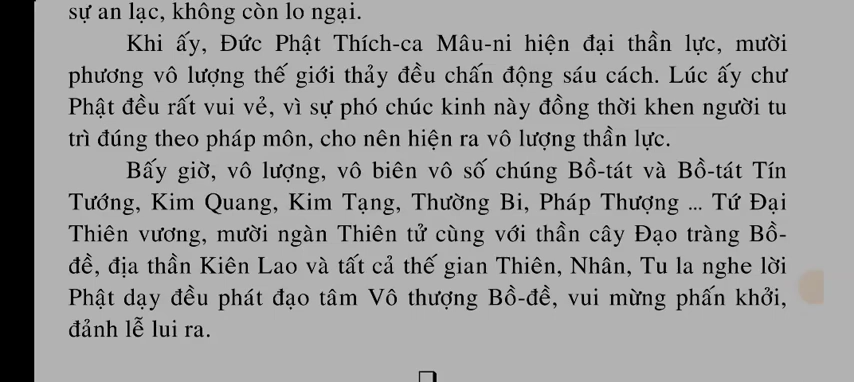 sự an lạc, không còn lo ngại.
Khi ấy, Đức Phật Thích-ca Mâu-ni hiện đại thần lực, mười
phương vô lượng thế giới thảy đều chấn động sáu cách. Lúc ấy chư
Phật đều rất vui vẻ, vì sự phó chúc kinh này đồng thời khen người tu
trì đúng theo pháp môn, cho nên hiện ra vô lượng thần lực.
Bấy giờ, vô lượng, vô biên vô số chúng Bồ-tát và Bồ-tát Tín
Tướng, Kim Quang, Kim Tạng, Thường Bi, Pháp Thượng ... Tứ Đại
Thiên vương, mười ngàn Thiên tử cùng với thần cây Đạo tràng Bồ-
đề, địa thần Kiên Lao và tất cả thế gian Thiên, Nhân, Tu la nghe lời
Phật dạy đều phát đạo tâm Vô thượng Bồ-đề, vui mừng phấn khởi,
đảnh lễ lui ra.